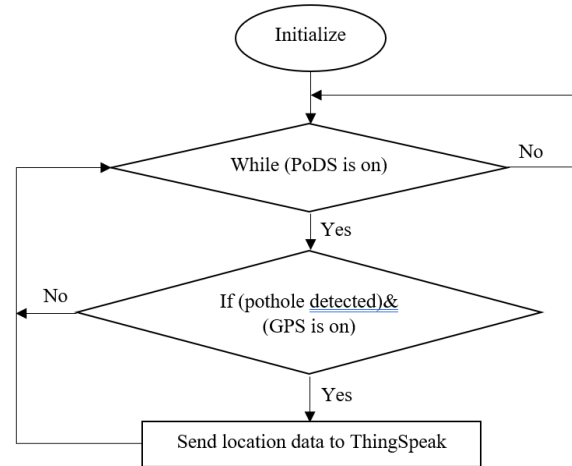 Initialize
While (PoDS is on)
No
Yes
No
If (pothole detected)&
(GPS is on)
Yes
Send location data to ThingSpeak